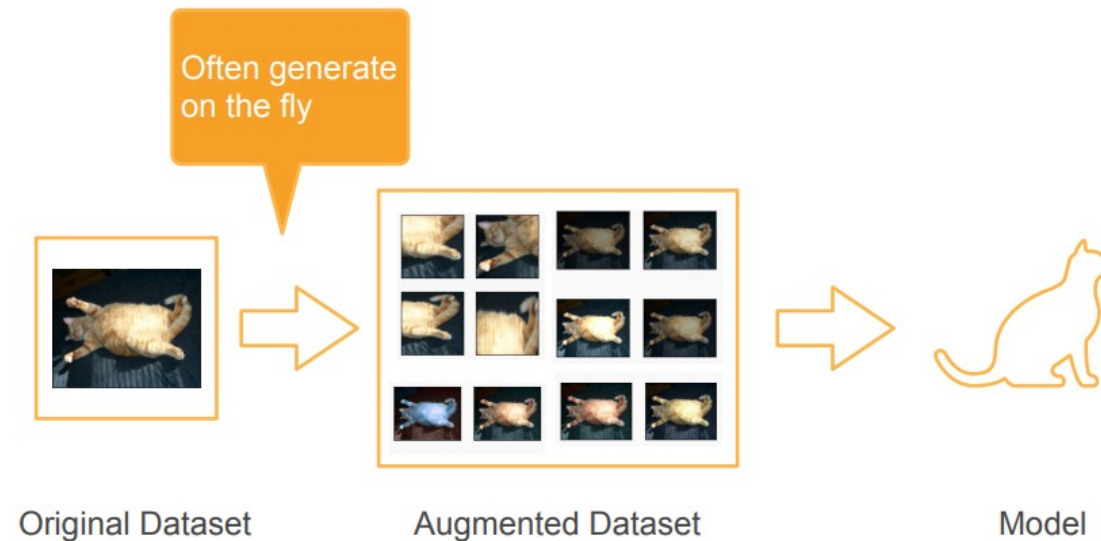 Often generate
on the fly
Original Dataset
Augmented Dataset
Model